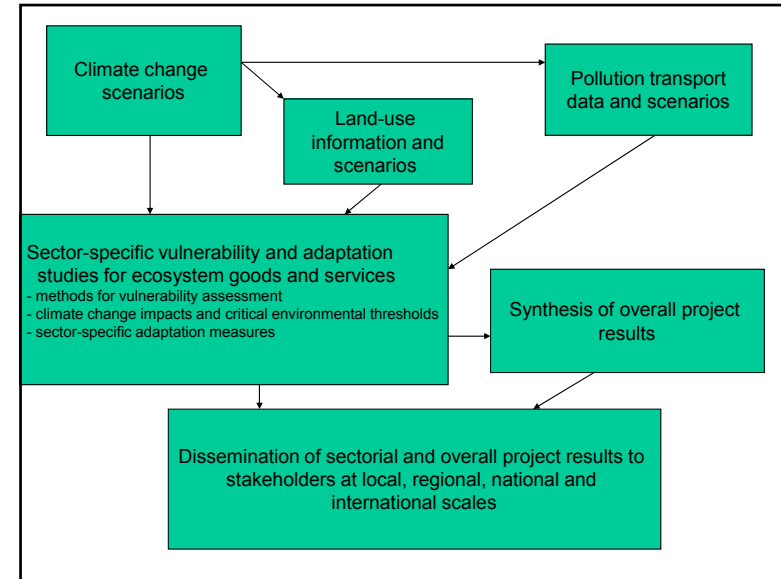 Climate change
scenarios
Pollution transport
data and scenarios
Land-use
information and
scenarios
Sector-specific vulnerability and adaptation
studies for ecosystem goods and services
- methods for vulnerability assessment
- climate change impacts and critical environmental thresholds
- sector-specific adaptation measures
Synthesis of overall project
results
Dissemination of sectorial and overall project results to
stakeholders at local, regional, national and
international scales